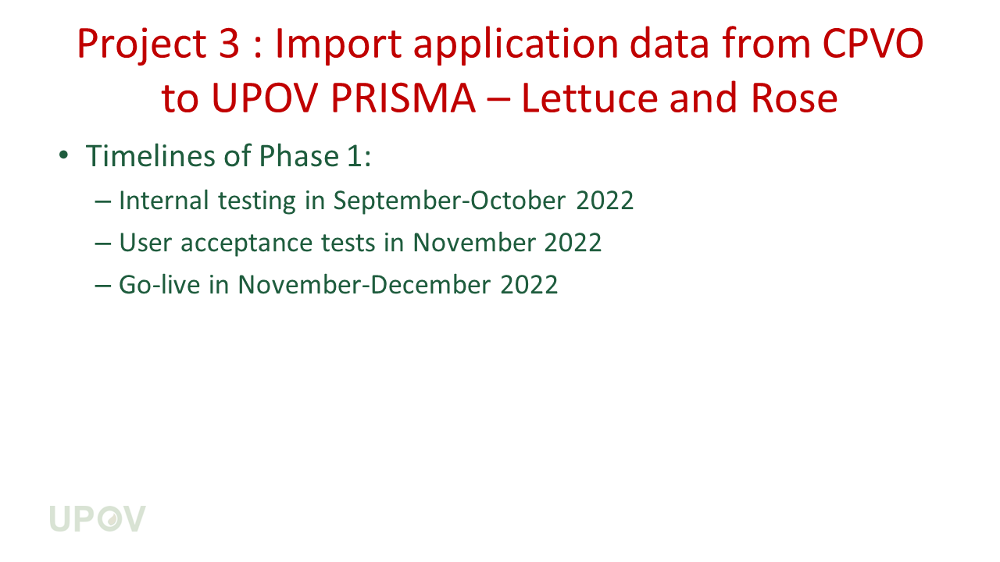 Project 3 : Import application data from CPVO
to UPOV PRISMA – Lettuce and Rose
• Timelines of Phase 1:
– Internal testing in September-October 2022
– User acceptance tests in November 2022
– Go-live in November-December 2022
UPOV